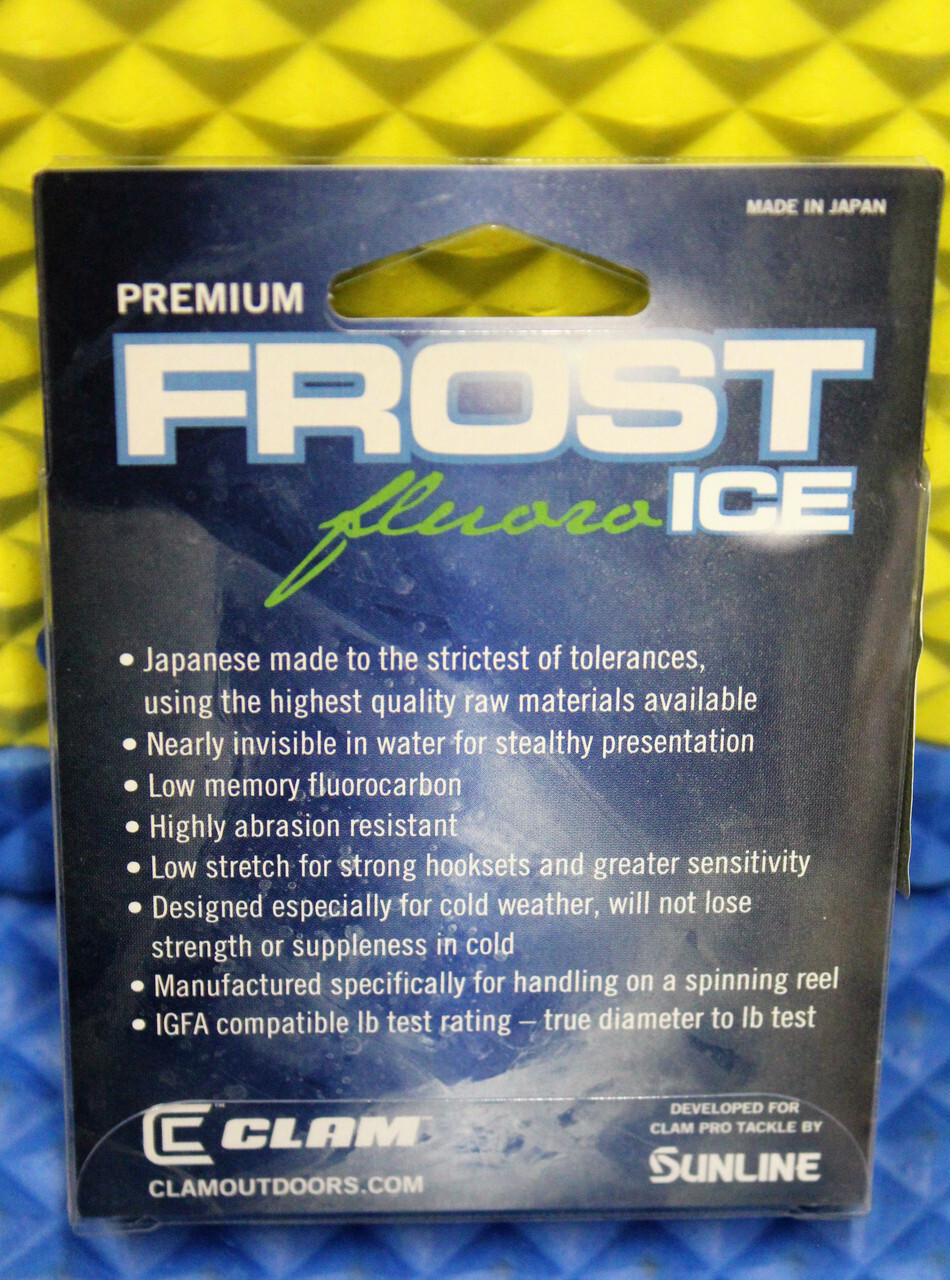 MADE IN JAPAN
PREMIUM
FROST
fluoro ICE
• Japanese made to the strictest of tolerances,
using the highest quality raw materials available
• Nearly invisible in water for stealthy presentation
• Low memory fluorocarbon
• Highly abrasion resistant
• Low stretch for strong hooksets and greater sensitivity
• Designed especially for cold weather, will not lose
strength or suppleness in cold
• Manufactured specifically for handling on a spinning reel
• IGFA compatible lb test rating – true diameter to lb test
C™ CLAM™
CLAMOUTDOORS.COM
DEVELOPED FOR
CLAM PRO TACKLE BY
SUNLINE